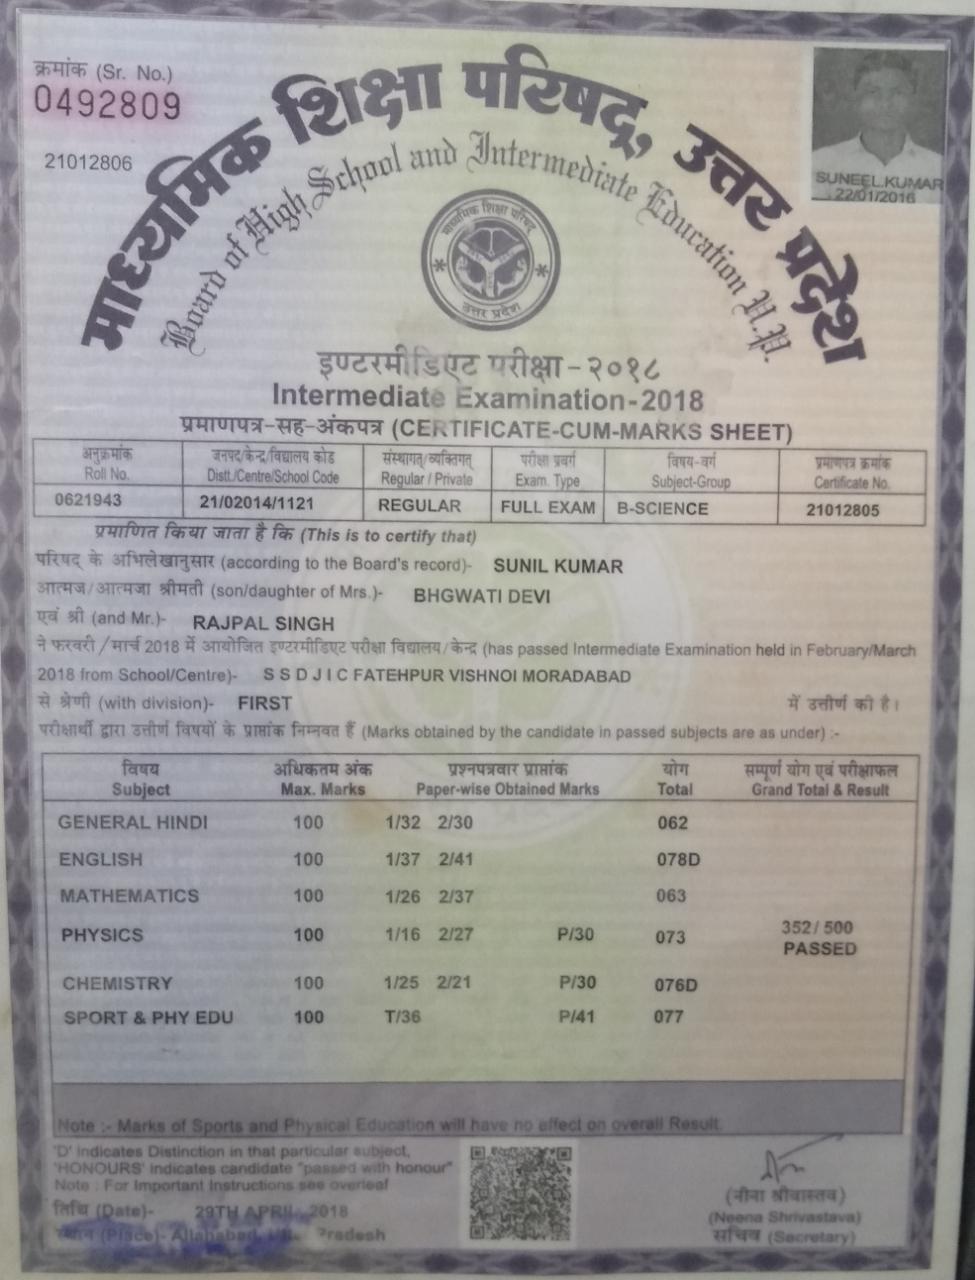 क्रमांक (Sr. No.)
0492809
21012806
माध्यमिक शिक्षा परिषद्, उत्तर प्रदेश
Board of High School and Intermediate Education U.P.
SUNEEL.KUMAR
22/01/2016
माध्यमिक शिक्षा परिषद
उत्तर प्रदेश
इण्टरमीडिएट परीक्षा - २०१८
Intermediate Examination-2018
प्रमाणपत्र-सह-अंकपत्र (CERTIFICATE-CUM-MARKS SHEET)
अनुक्रमांक जनपद/केन्द्र/विद्यालय कोड संस्थागत/व्यक्तिगत परीक्षा प्रवर्ग विषय-वर्ग प्रमाणपत्र क्रमांक
Roll No. Distt./Centre/School Code Regular / Private Exam. Type Subject-Group Certificate No.
0621943 21/02014/1121 REGULAR FULL EXAM B-SCIENCE 21012805
प्रमाणित किया जाता है कि (This is to certify that)
परिषद् के अभिलेखानुसार (according to the Board's record)- SUNIL KUMAR
आत्मज/आत्मजा श्रीमती (son/daughter of Mrs.)- BHGWATI DEVI
एवं श्री (and Mr.)- RAJPAL SINGH
ने फरवरी/मार्च 2018 में आयोजित इण्टरमीडिएट परीक्षा विद्यालय/केन्द्र (has passed Intermediate Examination held in February/March
2018 from School/Centre)- S S D J I C FATEHPUR VISHNOI MORADABAD
से श्रेणी (with division)- FIRST में उत्तीर्ण की है।
परीक्षार्थी द्वारा उत्तीर्ण विषयों के प्राप्तांक निम्नवत हैं (Marks obtained by the candidate in passed subjects are as under) :-
विषय अधिकतम अंक प्रश्नपत्रवार प्राप्तांक योग सम्पूर्ण योग एवं परीक्षाफल
Subject Max. Marks Paper-wise Obtained Marks Total Grand Total & Result
GENERAL HINDI 100 1/32 2/30 062
ENGLISH 100 1/37 2/41 078D
MATHEMATICS 100 1/26 2/37 063
PHYSICS 100 1/16 2/27 P/30 073 352/ 500
PASSED
CHEMISTRY 100 1/25 2/21 P/30 076D
SPORT & PHY EDU 100 T/36 P/41 077
Note :- Marks of Sports and Physical Education will have no effect on overall Result.
'D' indicates Distinction in that particular subject,
'HONOURS' indicates candidate "passed with honour"
Note : For Important Instructions see overleaf
तिथि (Date)- 29TH APRIL, 2018
स्थान (Place)- Allahabad, Pradesh
(नीना श्रीवास्तव)
(Neena Shrivastava)
सचिव (Secretary)